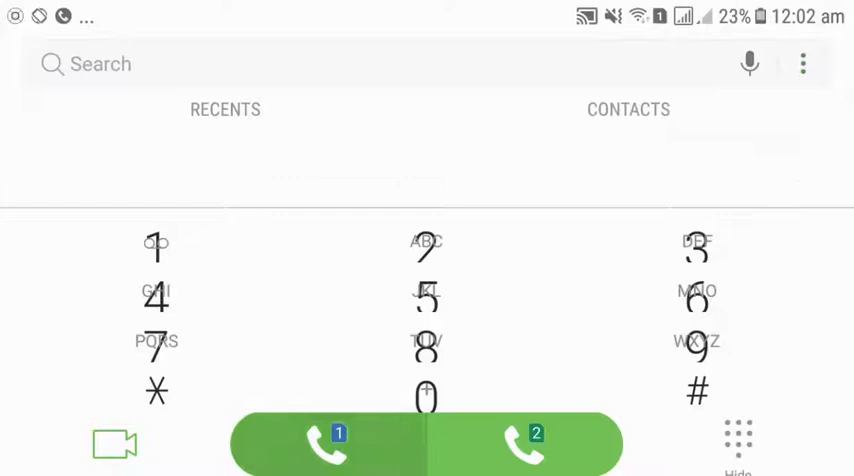 ... 1 23% 12:02 am
Search
RECENTS CONTACTS
1 2 ABC 3 DEF
4 GHI 5 JKL 6 MNO
7 PQRS 8 TUV 9 WXYZ
* 0 + #
1 2
Hide